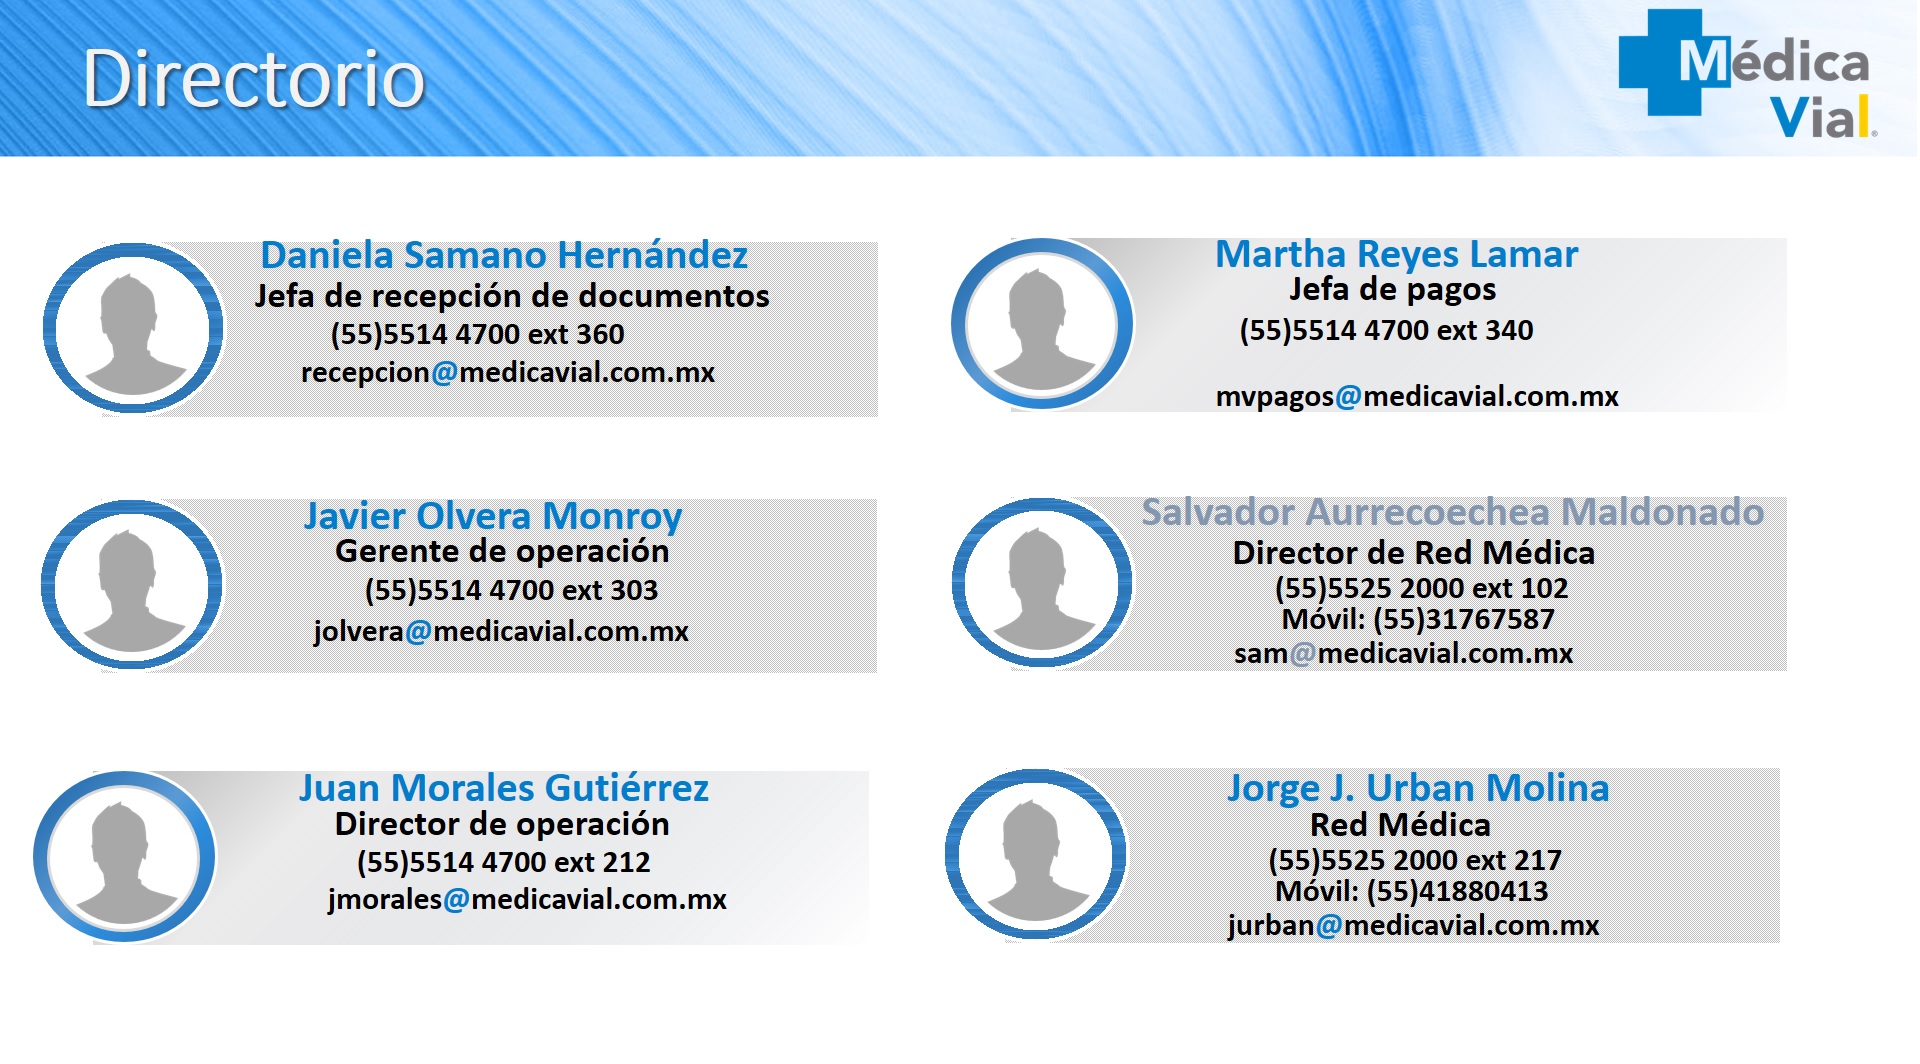 Directorio
Médica
Vial®
Daniela Samano Hernández
Jefa de recepción de documentos
(55)5514 4700 ext 360
recepcion@medicavial.com.mx
Martha Reyes Lamar
Jefa de pagos
(55)5514 4700 ext 340
mvpagos@medicavial.com.mx
Javier Olvera Monroy
Gerente de operación
(55)5514 4700 ext 303
jolvera@medicavial.com.mx
Salvador Aurrecoechea Maldonado
Director de Red Médica
(55)5525 2000 ext 102
Móvil: (55)31767587
sam@medicavial.com.mx
Juan Morales Gutiérrez
Director de operación
(55)5514 4700 ext 212
jmorales@medicavial.com.mx
Jorge J. Urban Molina
Red Médica
(55)5525 2000 ext 217
Móvil: (55)41880413
jurban@medicavial.com.mx